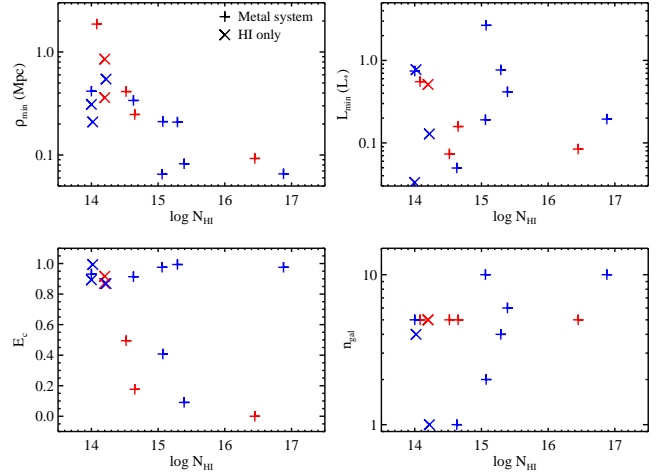 + Metal system
× HI only
1.0
0.1
ρmin (Mpc)
14 15 16 17
log NHI
1.0
0.1
Lmin (L*)
14 15 16 17
log NHI
1.0
0.8
0.6
0.4
0.2
0.0
Ec
14 15 16 17
log NHI
10
1
ngal
14 15 16 17
log NHI